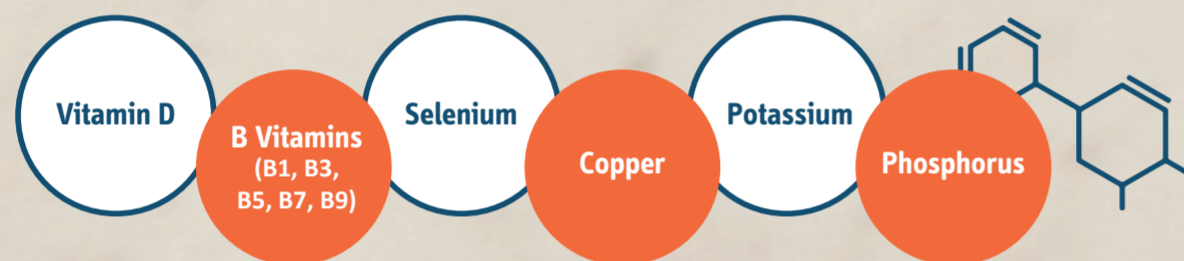 Vitamin D
B Vitamins
(B1, B3,
B5, B7, B9)
Selenium
Copper
Potassium
Phosphorus